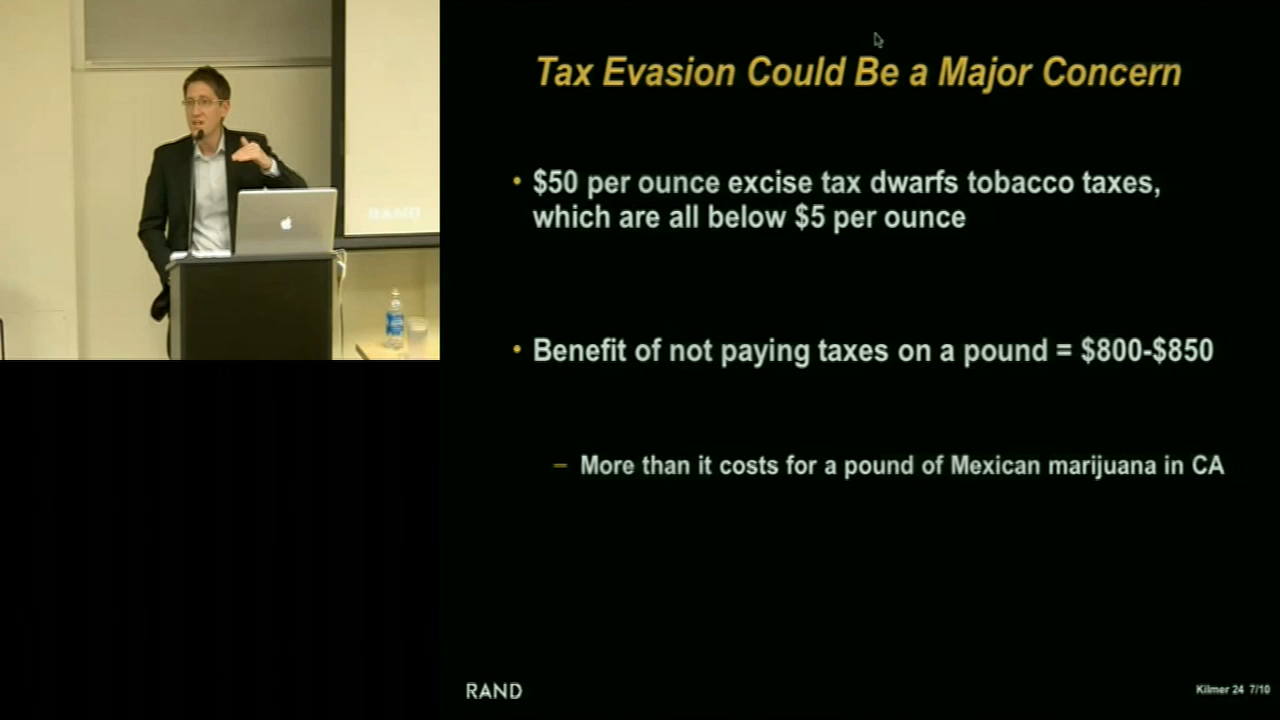 Tax Evasion Could Be a Major Concern
• $50 per ounce excise tax dwarfs tobacco taxes,
which are all below $5 per ounce
• Benefit of not paying taxes on a pound = $800-$850
– More than it costs for a pound of Mexican marijuana in CA
RAND
RAND
Kilmer 24 7/10